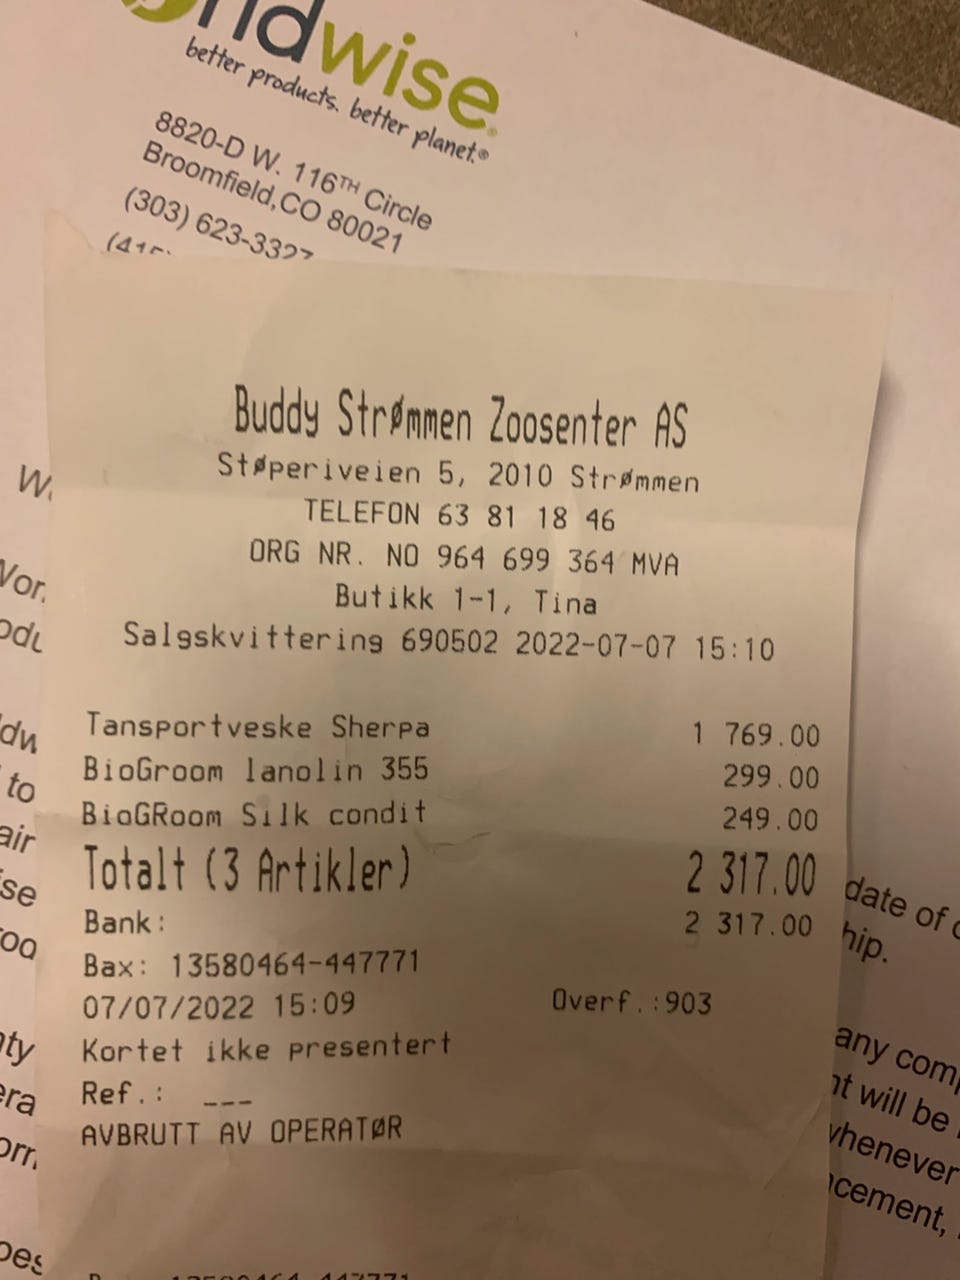 wise
better products. better planet.®
8820-D W. 116TH Circle
Broomfield, CO 80021
(303) 623-3327
Buddy Strømmen Zoosenter AS
Støperiveien 5, 2010 Strømmen
TELEFON 63 81 18 46
ORG NR. NO 964 699 364 MVA
Butikk 1-1, Tina
Salgskvittering 690502 2022-07-07 15:10
Tansportveske Sherpa 1 769.00
BioGroom lanolin 355 299.00
BioGRoom Silk condit 249.00
Totalt (3 Artikler) 2 317.00
Bank: 2 317.00
Bax: 13580464-447771
07/07/2022 15:09 Overf.:903
Kortet ikke presentert
Ref.: ___
AVBRUTT AV OPERATØR
date of
hip.
any
will be
whenever